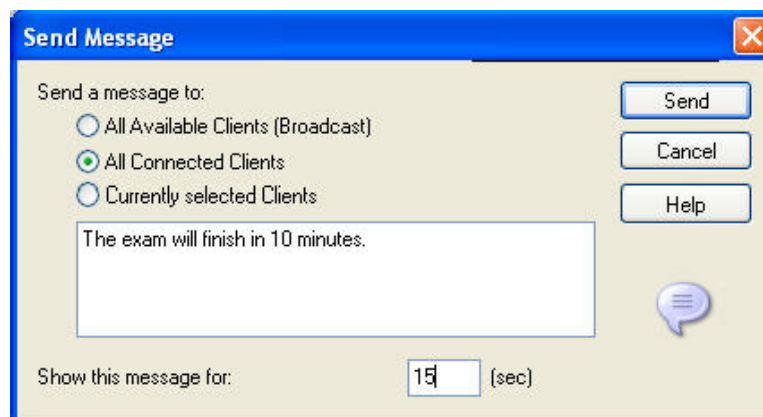 Send Message
Send a message to:
Send
All Available Clients (Broadcast)
All Connected Clients
Cancel
Currently selected Clients
Help
The exam will finish in 10 minutes.
Show this message for: 15 (sec)